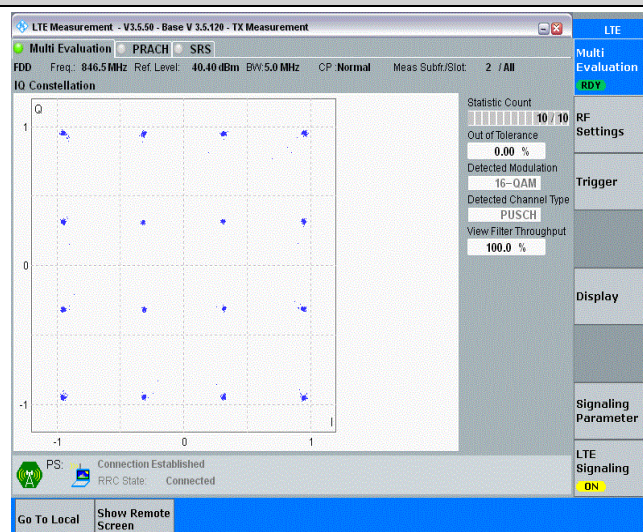 LTE Measurement - V3.5.50 - Base V 3.5.120 - TX Measurement
LTE
Multi Evaluation PRACH SRS
Multi
Evaluation
RDY
FDD Freq.: 846.5 MHz Ref. Level: 40.40 dBm BW: 5.0 MHz CP : Normal Meas Subfr./Slot: 2 / All
IQ Constellation
Q
1
0
-1
-1 0 1
I
Statistic Count
10 / 10
Out of Tolerance
0.00 %
Detected Modulation
16-QAM
Detected Channel Type
PUSCH
View Filter Throughput
100.0 %
RF
Settings
Trigger
Display
Signaling
Parameter
LTE
Signaling
ON
PS: Connection Established
RRC State: Connected
Go To Local
Show Remote
Screen